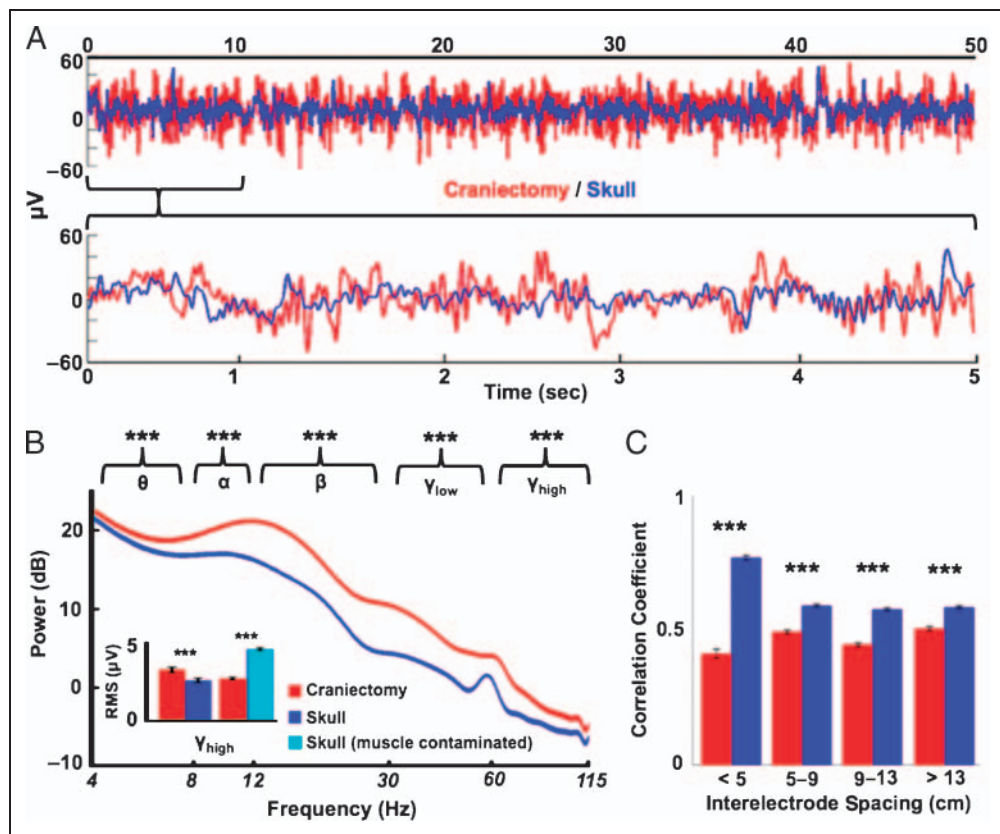 A
0 10 20 30 40 50
60
0
−60
µV
Craniectomy / Skull
60
0
−60
0 1 2 3 4 5
Time (sec)
B
*** *** *** *** ***
θ α β γlow γhigh
20
10
0
−10
Power (dB)
5
0
RMS (µV)
*** ***
γhigh
Craniectomy
Skull
Skull (muscle contaminated)
4 8 12 30 60 115
Frequency (Hz)
C
1
0.5
0
Correlation Coefficient
*** *** *** ***
< 5 5–9 9–13 > 13
Interelectrode Spacing (cm)